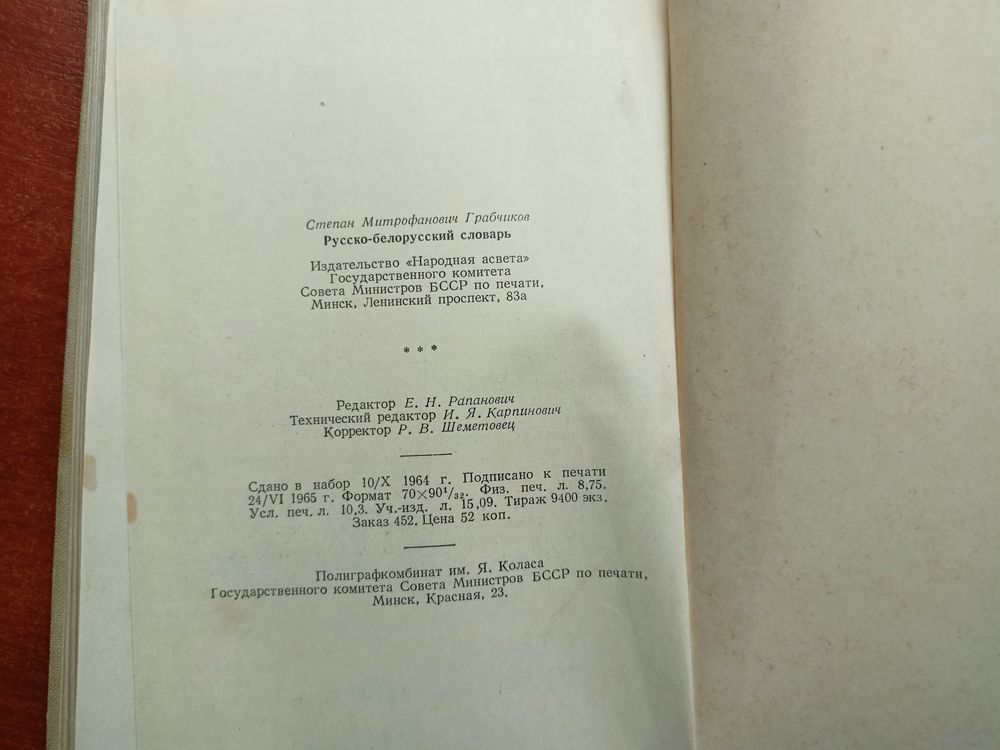 Степан Митрофанович Грабчиков
Русско-белорусский словарь
Издательство «Народная асвета»
Государственного комитета
Совета Министров БССР по печати,
Минск, Ленинский проспект, 83а
* * *
Редактор Е. Н. Рапанович
Технический редактор И. Я. Карпинович
Корректор Р. В. Шеметовец
Сдано в набор 10/X 1964 г. Подписано к печати
24/VI 1965 г. Формат 70×90¹/₃₂. Физ. печ. л. 8,75.
Усл. печ. л. 10,3. Уч.-изд. л. 15,09. Тираж 9400 экз.
Заказ 452. Цена 52 коп.
Полиграфкомбинат им. Я. Коласа
Государственного комитета Совета Министров БССР по печати,
Минск, Красная, 23.